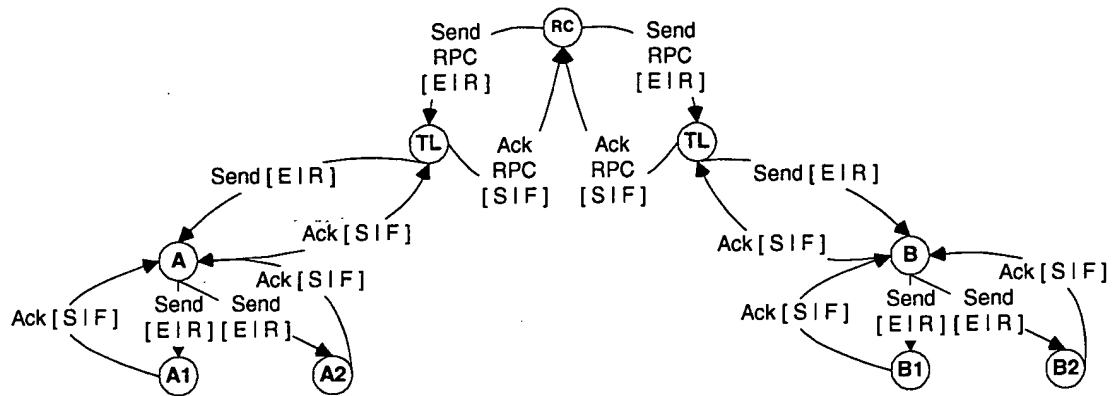 RC
Send
RPC
[ E | R ]
Send
RPC
[ E | R ]
TL
TL
Ack
RPC
[ S | F ]
Ack
RPC
[ S | F ]
Send [ E | R ]
Send [ E | R ]
Ack [ S | F ]
Ack [ S | F ]
A
B
Ack [ S | F ]
Ack [ S | F ]
Send
[ E | R ]
Send
[ E | R ]
Ack [ S | F ]
Send
[ E | R ]
Send
[ E | R ]
Ack [ S | F ]
A1
A2
B1
B2